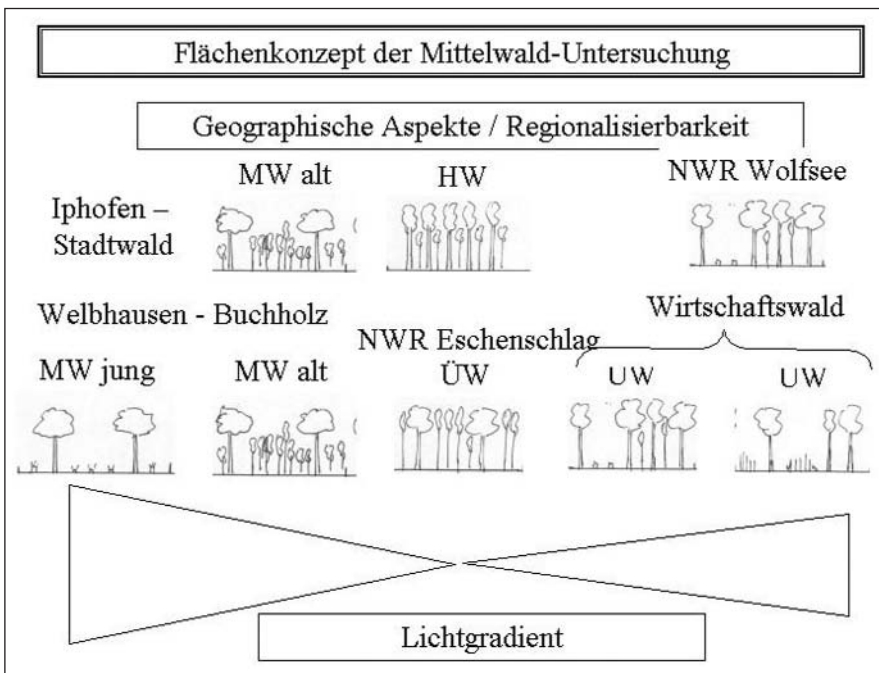 Flächenkonzept der Mittelwald-Untersuchung
Geographische Aspekte / Regionalisierbarkeit
MW alt
HW
NWR Wolfsee
Iphofen –
Stadtwald
Welbhausen - Buchholz
Wirtschaftswald
NWR Eschenschlag
MW jung
MW alt
ÜW
UW
UW
Lichtgradient